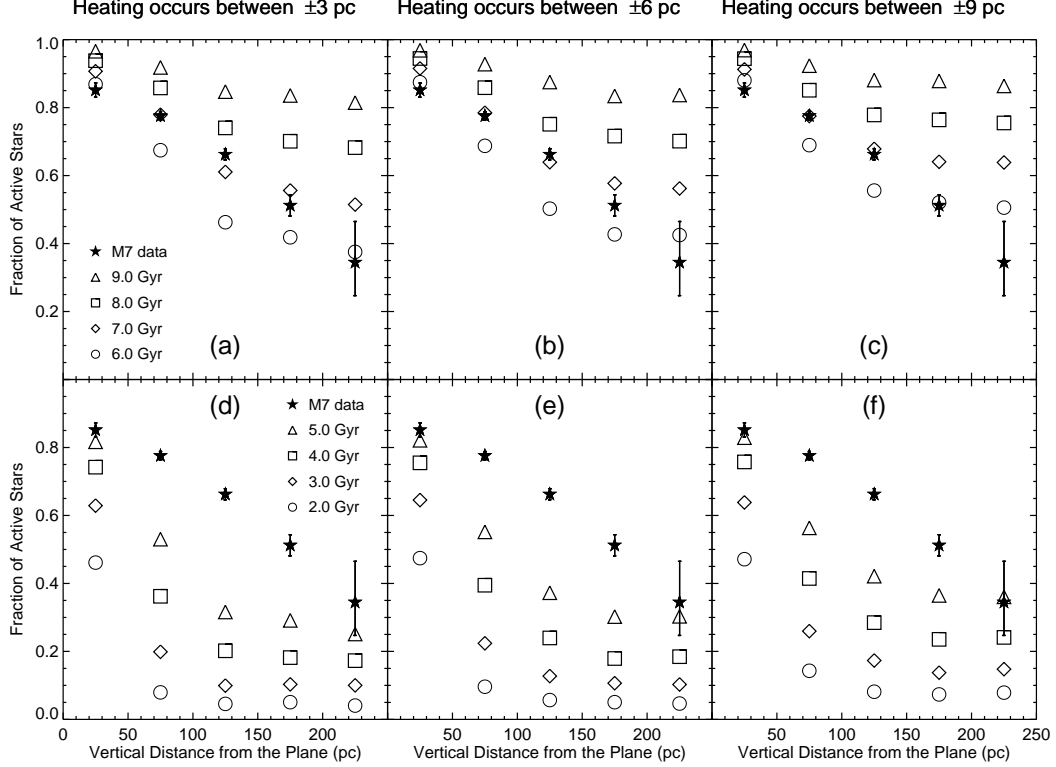 Heating occurs between ±3 pc
Heating occurs between ±6 pc
Heating occurs between ±9 pc
Fraction of Active Stars
1.0
0.8
0.6
0.4
0.2
M7 data
9.0 Gyr
8.0 Gyr
7.0 Gyr
6.0 Gyr
(a)
(b)
(c)
Fraction of Active Stars
0.8
0.6
0.4
0.2
0.0
(d)
M7 data
5.0 Gyr
4.0 Gyr
3.0 Gyr
2.0 Gyr
(e)
(f)
0 50 100 150 200
0 50 100 150 200
0 50 100 150 200 250
Vertical Distance from the Plane (pc)
Vertical Distance from the Plane (pc)
Vertical Distance from the Plane (pc)